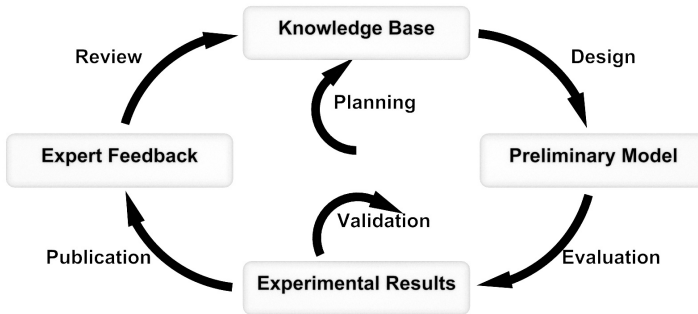 Knowledge Base
Review
Design
Planning
Expert Feedback
Preliminary Model
Validation
Publication
Evaluation
Experimental Results